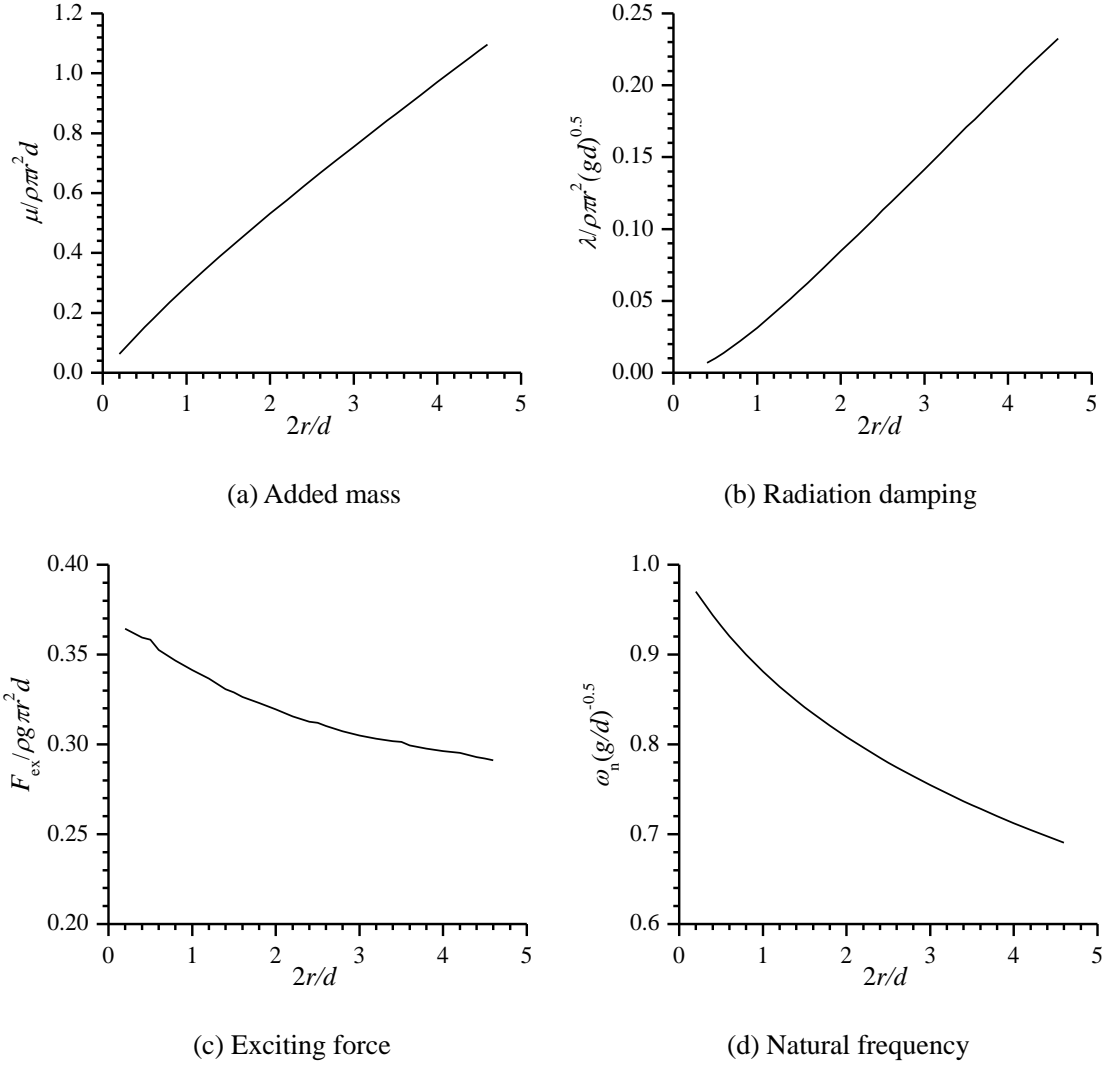 1.2
1.0
0.8
0.6
0.4
0.2
0.0
μ/ρπr²d
0 1 2 3 4 5
2r/d
(a) Added mass
0.25
0.20
0.15
0.10
0.05
0.00
λ/ρπr²(gd)^0.5
0 1 2 3 4 5
2r/d
(b) Radiation damping
0.40
0.35
0.30
0.25
0.20
F_ex/ρgπr²d
0 1 2 3 4 5
2r/d
(c) Exciting force
1.0
0.9
0.8
0.7
0.6
ω_n(g/d)^-0.5
0 1 2 3 4 5
2r/d
(d) Natural frequency